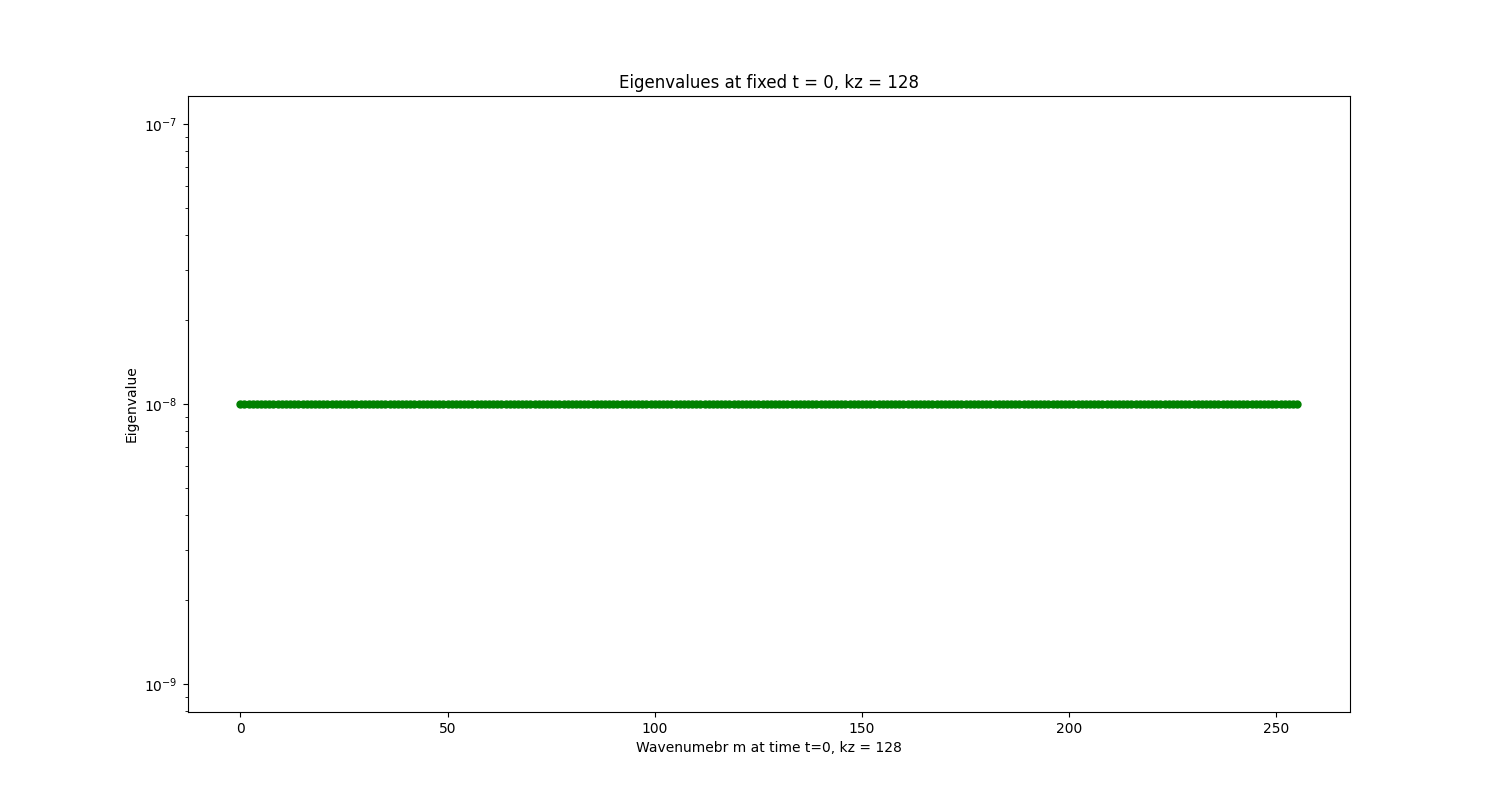 Eigenvalues at fixed t = 0, kz = 128
10⁻⁷
10⁻⁸
10⁻⁹
Eigenvalue
0 50 100 150 200 250
Wavenumebr m at time t=0, kz = 128